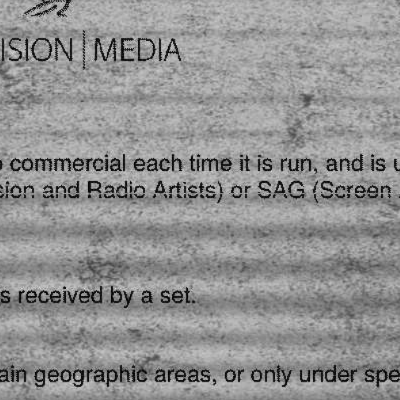 ISION | MEDIA
commercial each time it is run, and is
sion and Radio Artists) or SAG (Screen
s received by a set.
ain geographic areas, or only under spe